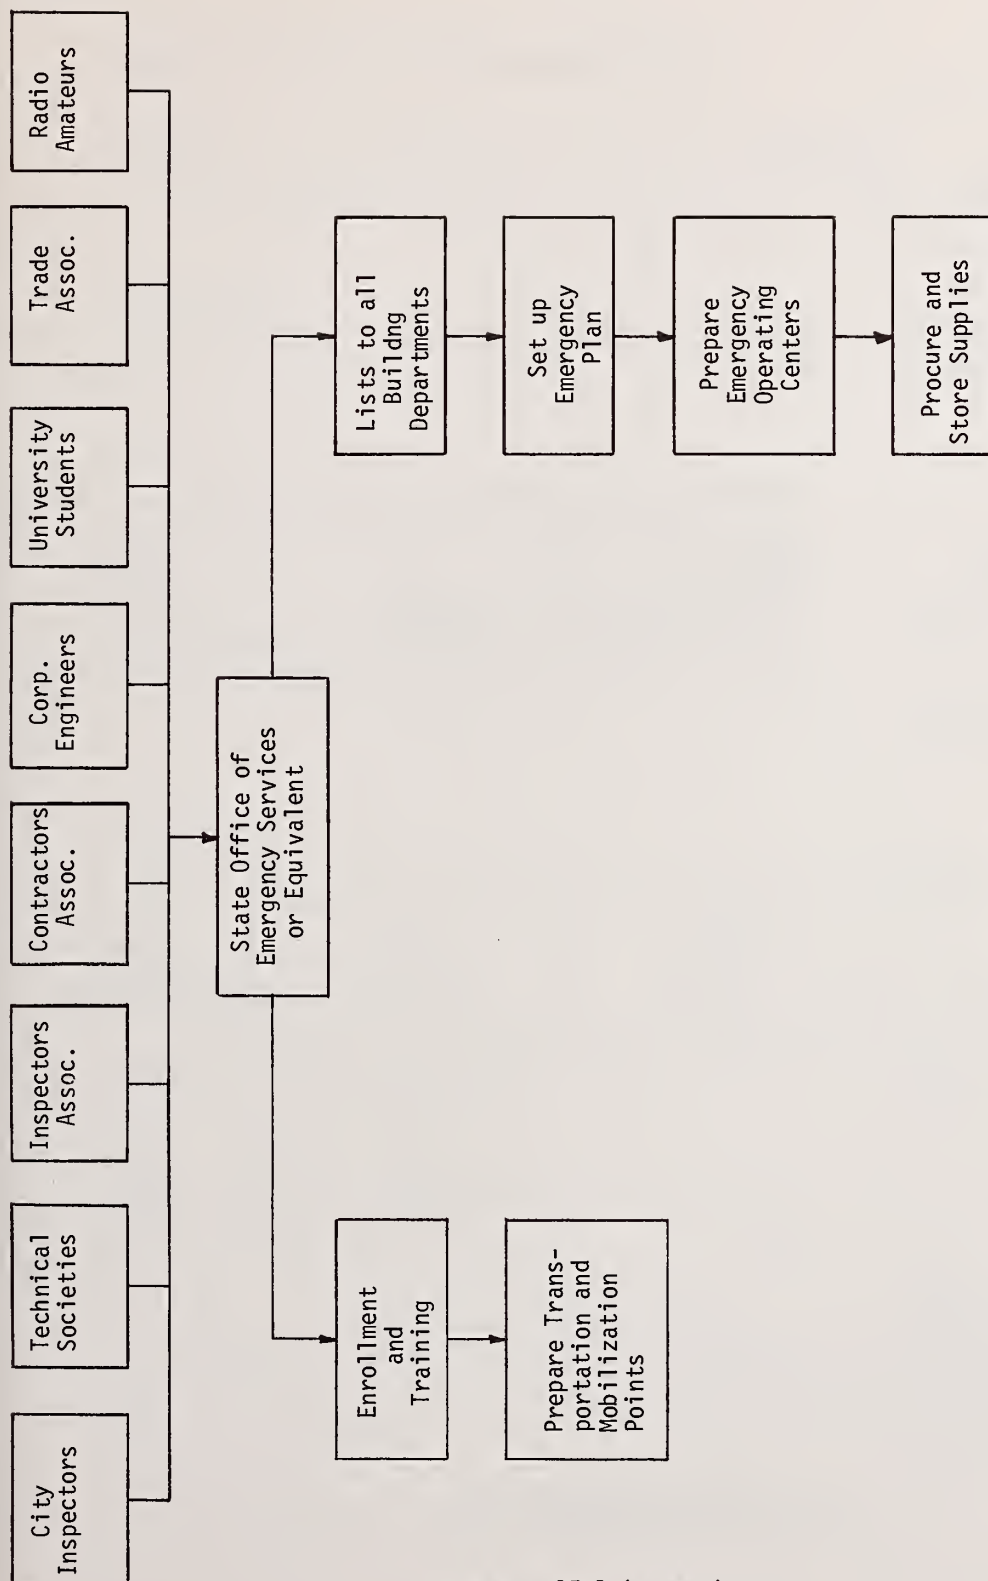 City
Inspectors
Technical
Societies
Inspectors
Assoc.
Contractors
Assoc.
Corp.
Engineers
University
Students
Trade
Assoc.
Radio
Amateurs
State Office of
Emergency Services
or Equivalent
Enrollment
and
Training
Prepare Trans-
portation and
Mobilization
Points
Lists to all
Buildng
Departments
Set up
Emergency
Plan
Prepare
Emergency
Operating
Centers
Procure and
Store Supplies